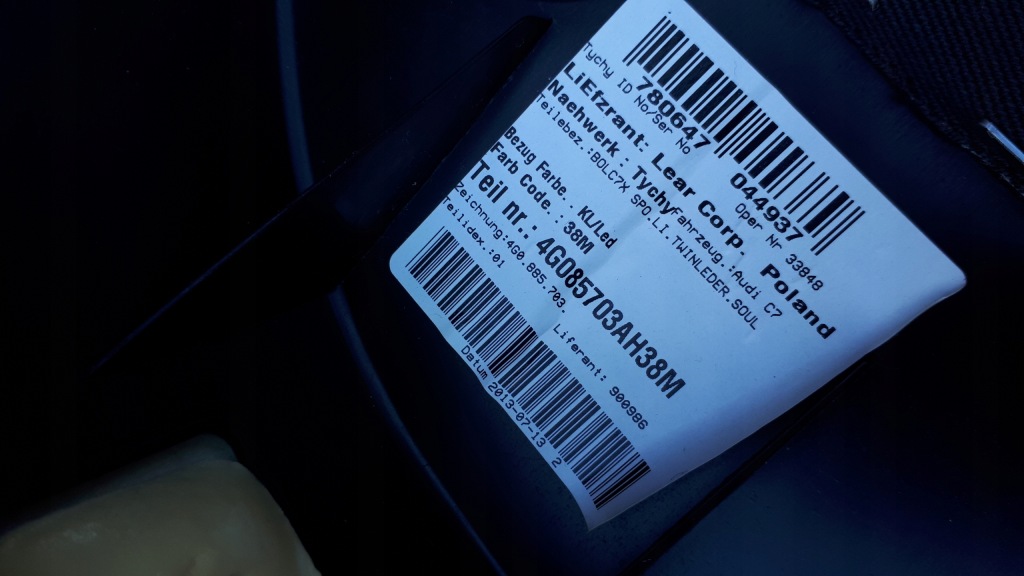 780647 044937
Tychy ID No/Ser No Oper Nr 33848
LiEfzrant: Lear Corp. Poland
Naehwerk.: Tychy Fahrzeug.:Audi C7
Teilebez.:BOLC7X SPO.LI.TWINLEDER.SOUL
Bezug Farbe. . KL/Led
Farb Code. : 38M
Teil nr.: 4G0885703AH38M
Zeichnung:4G0.885.703. Liferant: 900986
Teilidex.:01
Datum 2013-07-13 2